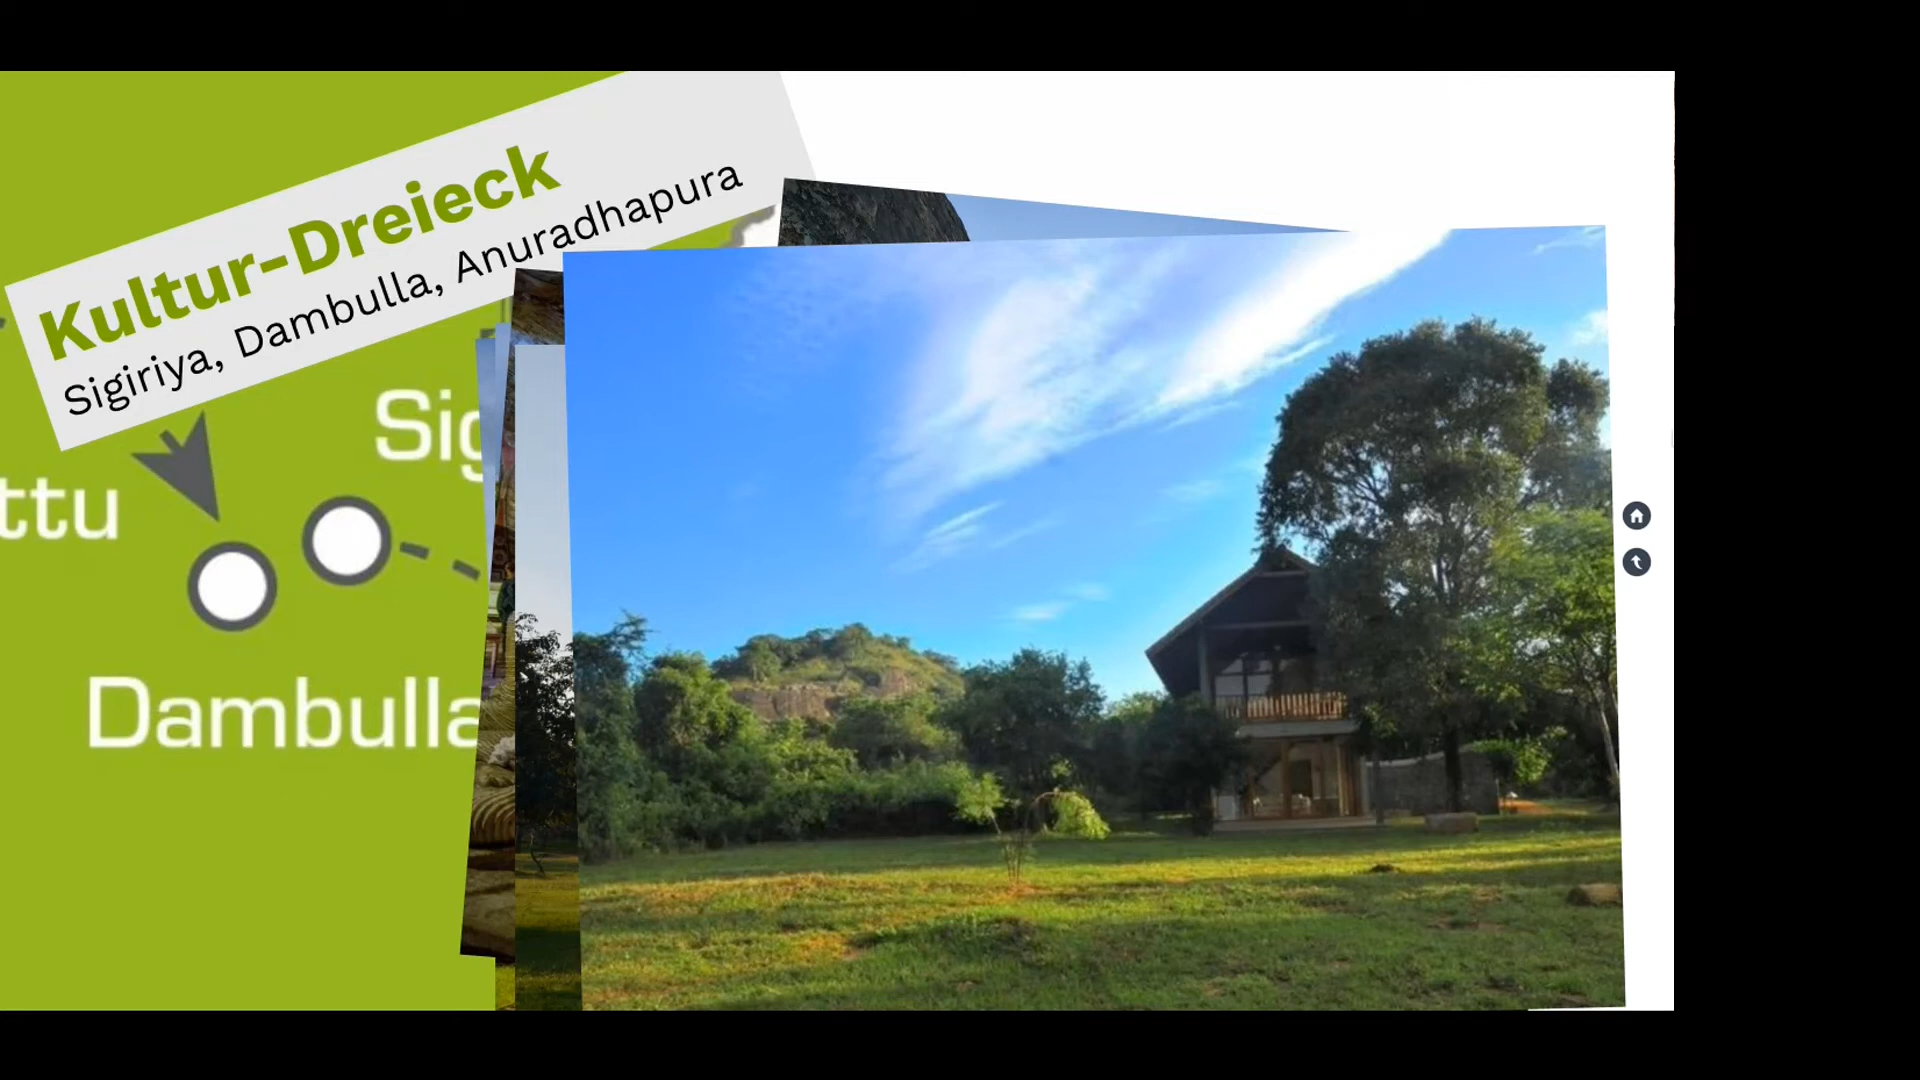 Kultur-Dreieck
Sigiriya, Dambulla, Anuradhapura
Sig
ttu
Dambulla